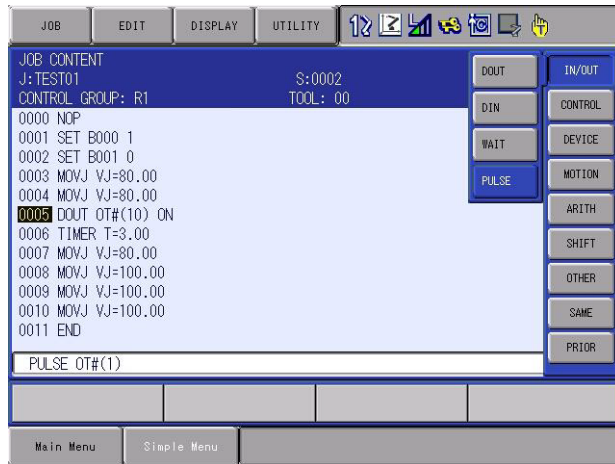 JOB EDIT DISPLAY UTILITY
JOB CONTENT
J:TEST01 S:0002
CONTROL GROUP: R1 TOOL: 00
0000 NOP
0001 SET B000 1
0002 SET B001 0
0003 MOVJ VJ=80.00
0004 MOVJ VJ=80.00
0005 DOUT OT#(10) ON
0006 TIMER T=3.00
0007 MOVJ VJ=80.00
0008 MOVJ VJ=100.00
0009 MOVJ VJ=100.00
0010 MOVJ VJ=100.00
0011 END
PULSE OT#(1)
DOUT
DIN
WAIT
PULSE
IN/OUT
CONTROL
DEVICE
MOTION
ARITH
SHIFT
OTHER
SAME
PRIOR
Main Menu Simple Menu